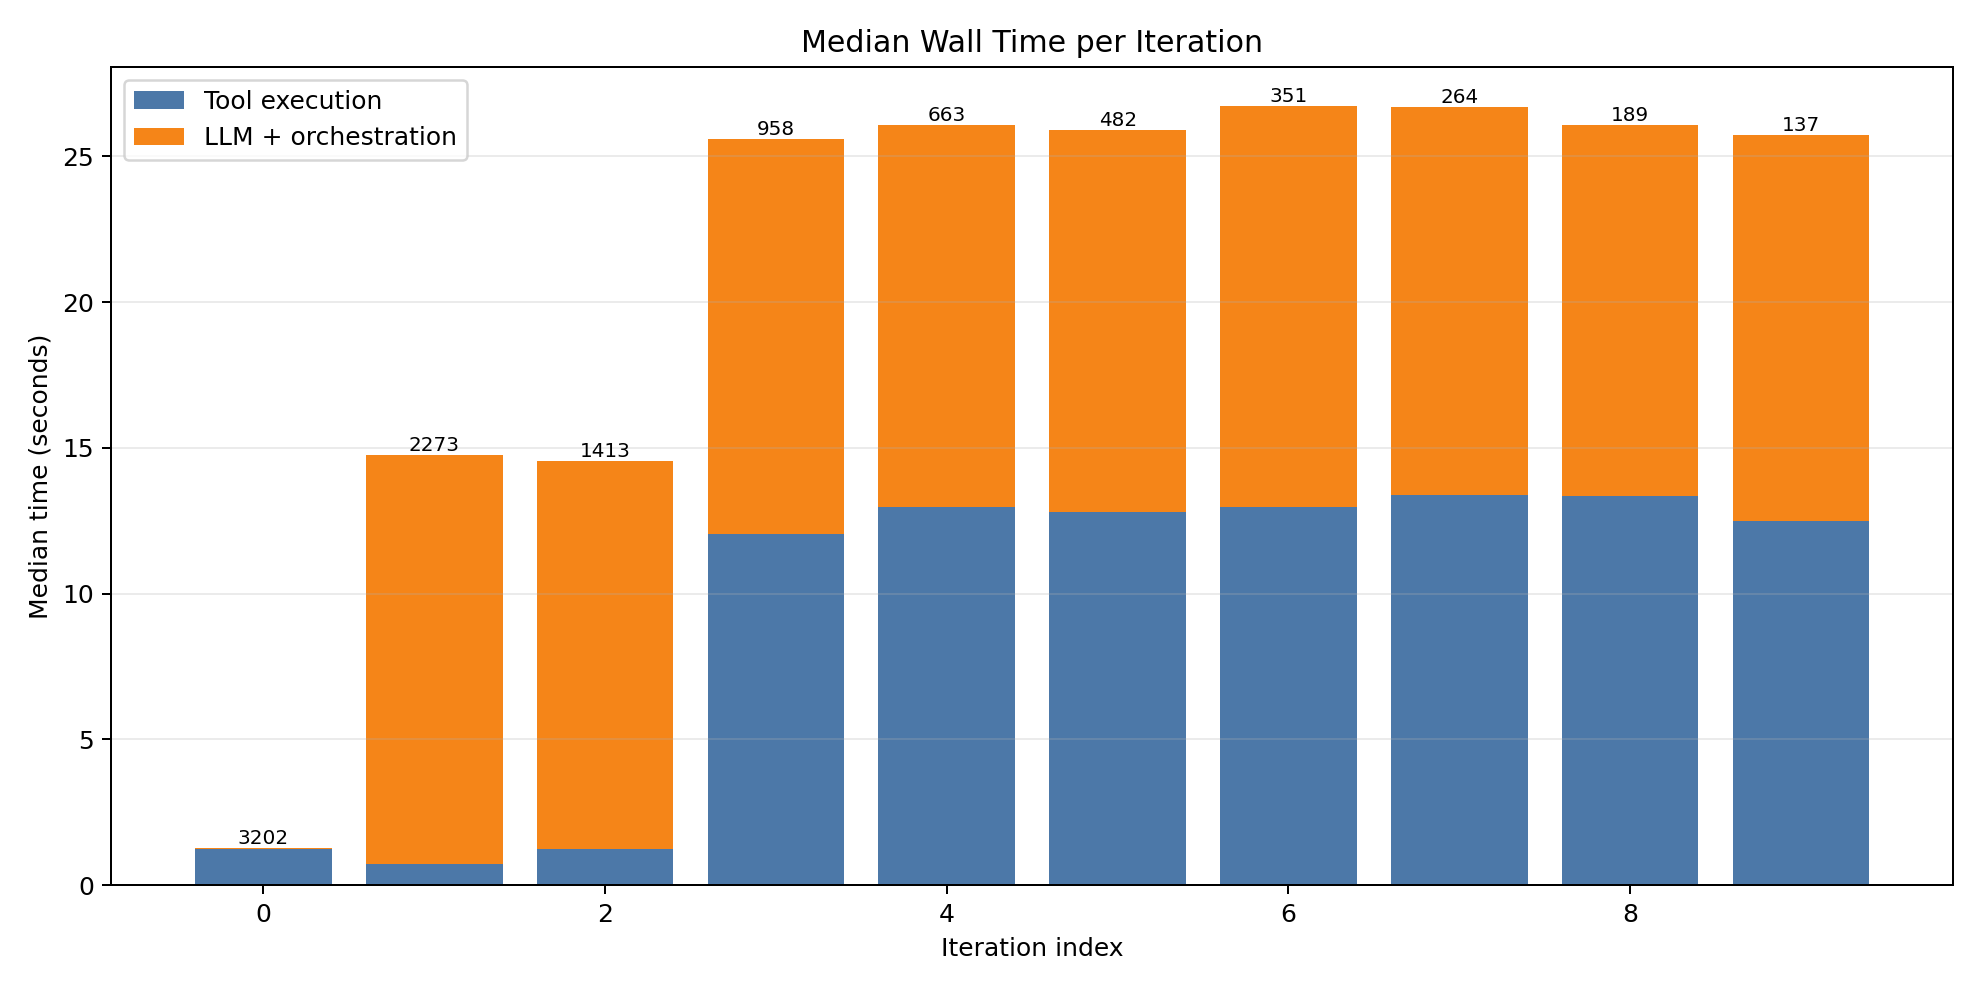 Median Wall Time per Iteration
Tool execution
LLM + orchestration
3202
2273
1413
958
663
482
351
264
189
137
25
20
15
10
5
0
Median time (seconds)
0 2 4 6 8
Iteration index